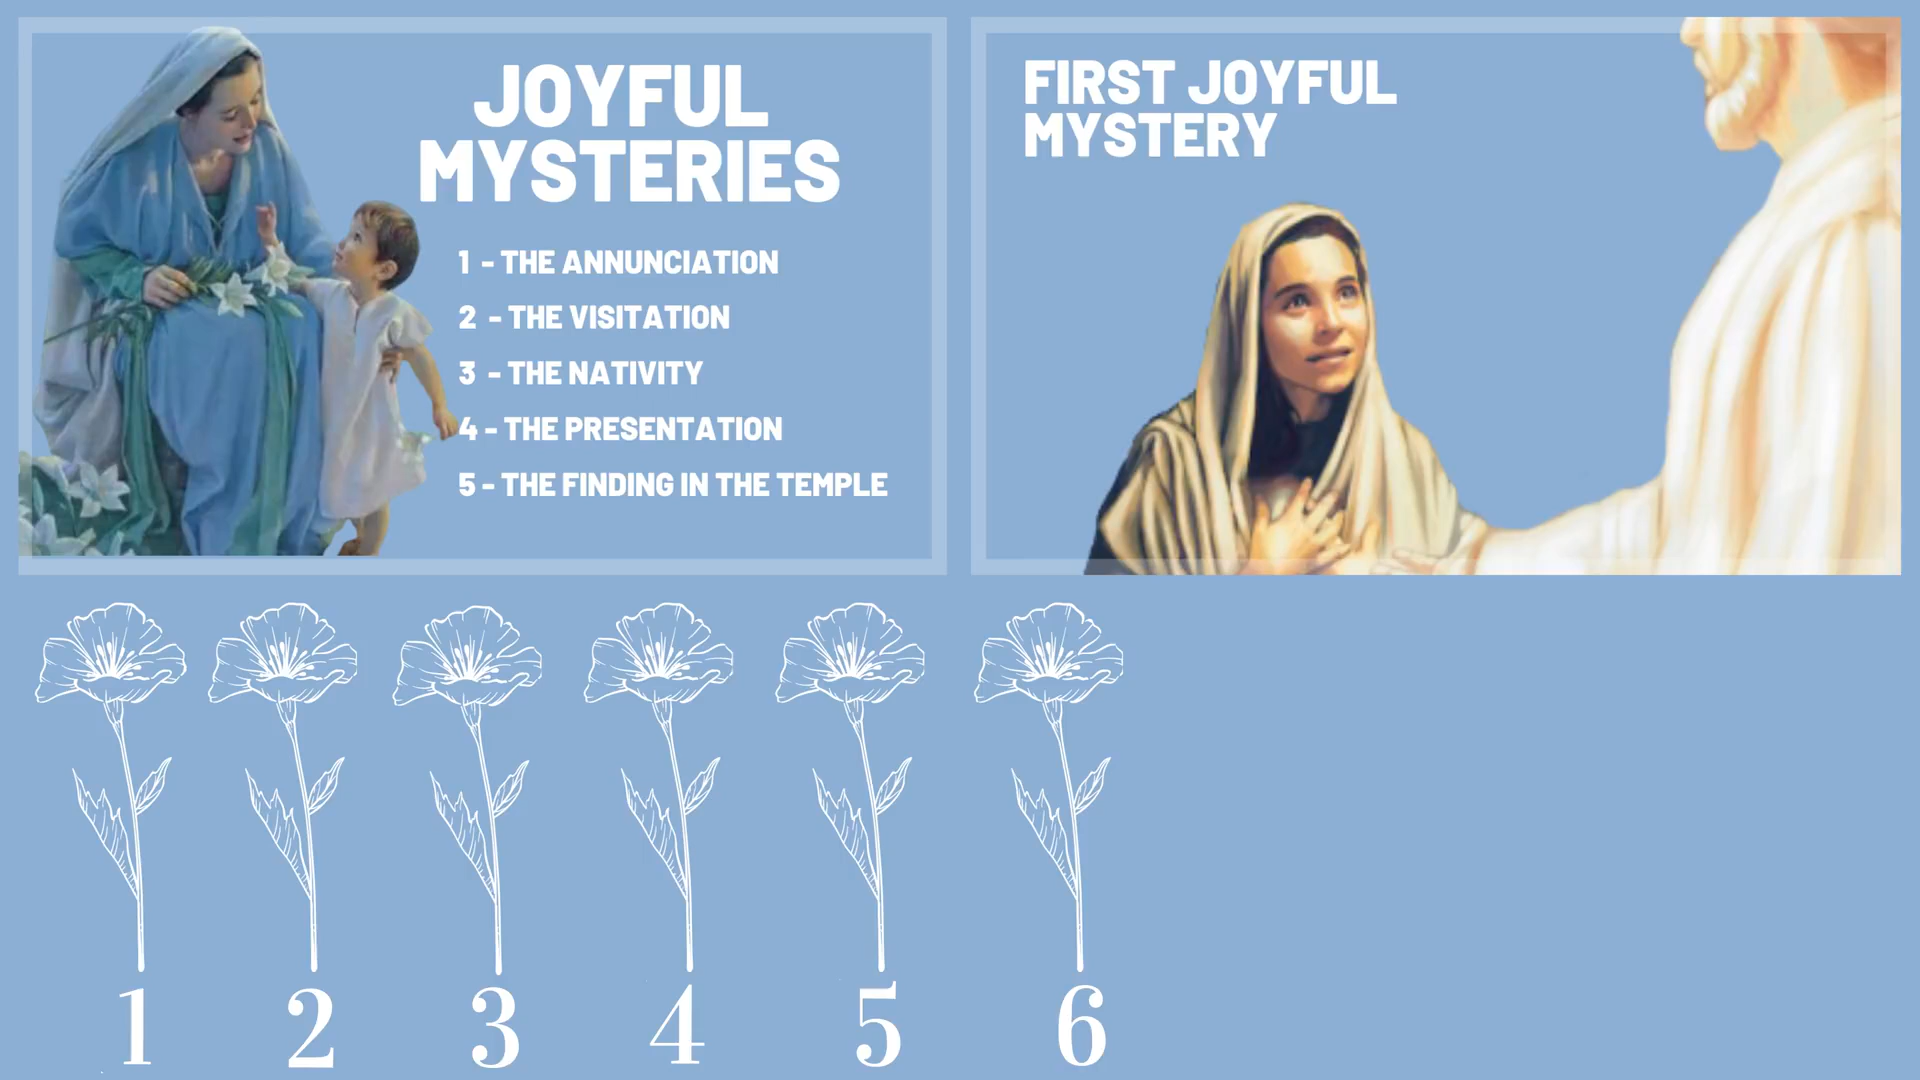 JOYFUL
MYSTERIES
1 - THE ANNUNCIATION
2 - THE VISITATION
3 - THE NATIVITY
4 - THE PRESENTATION
5 - THE FINDING IN THE TEMPLE
FIRST JOYFUL
MYSTERY
1 2 3 4 5 6